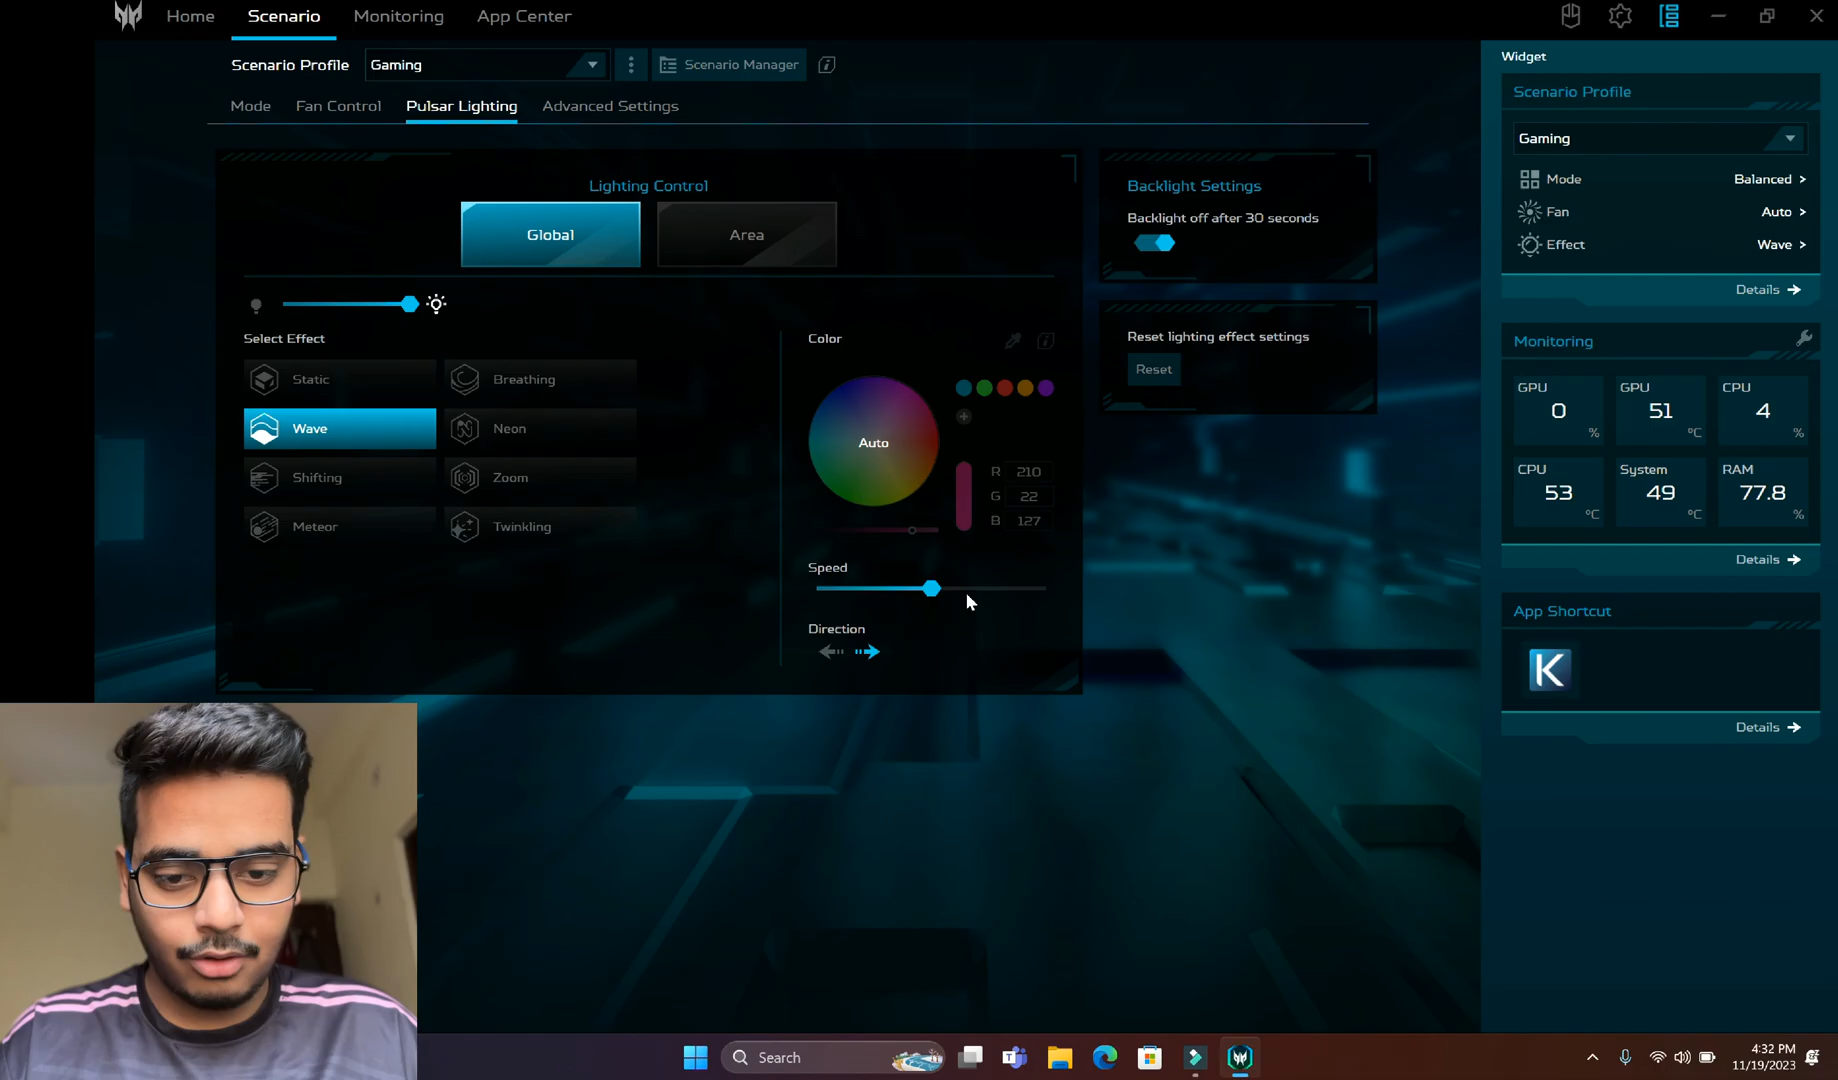 Home Scenario Monitoring App Center
Scenario Profile Gaming Scenario Manager
Mode Fan Control Pulsar Lighting Advanced Settings
Lighting Control
Global Area
Select Effect
Static Breathing
Wave Neon
Shifting Zoom
Meteor Twinkling
Color
Auto
R 210
G 22
B 127
Speed
Direction
Backlight Settings
Backlight off after 30 seconds
Reset lighting effect settings
Reset
Widget
Scenario Profile
Gaming
Mode Balanced >
Fan Auto >
Effect Wave >
Details →
Monitoring
GPU GPU CPU
0 51 4
% °C %
CPU System RAM
53 49 77.8
°C °C %
Details →
App Shortcut
K
Details →
Search
4:32 PM
11/19/2023